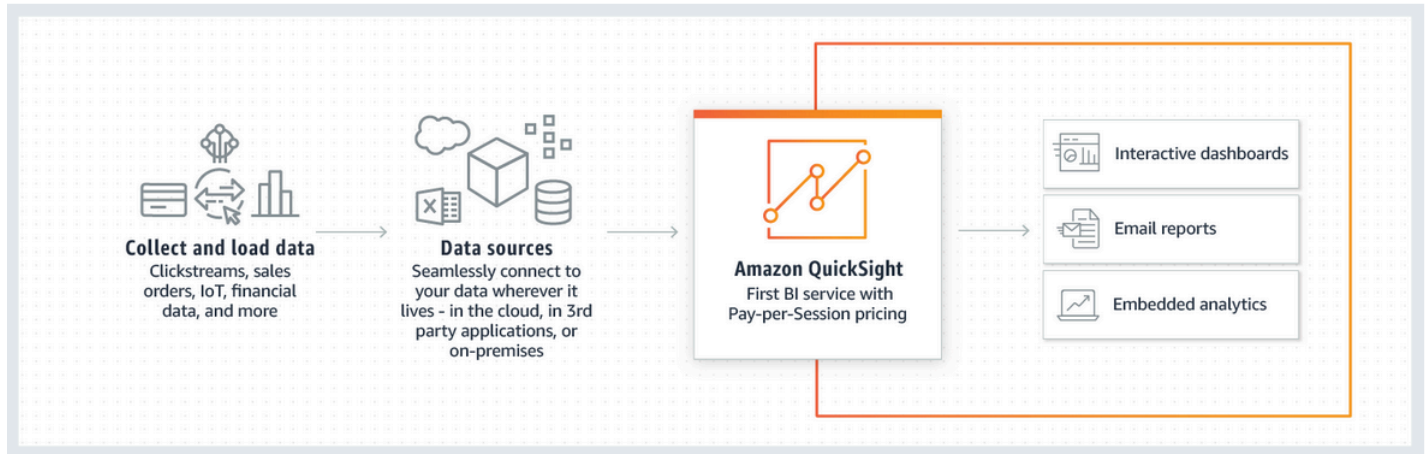 Collect and load data
Clickstreams, sales
orders, IoT, financial
data, and more
Data sources
Seamlessly connect to
your data wherever it
lives - in the cloud, in 3rd
party applications, or
on-premises
Amazon QuickSight
First BI service with
Pay-per-Session pricing
Interactive dashboards
Email reports
Embedded analytics